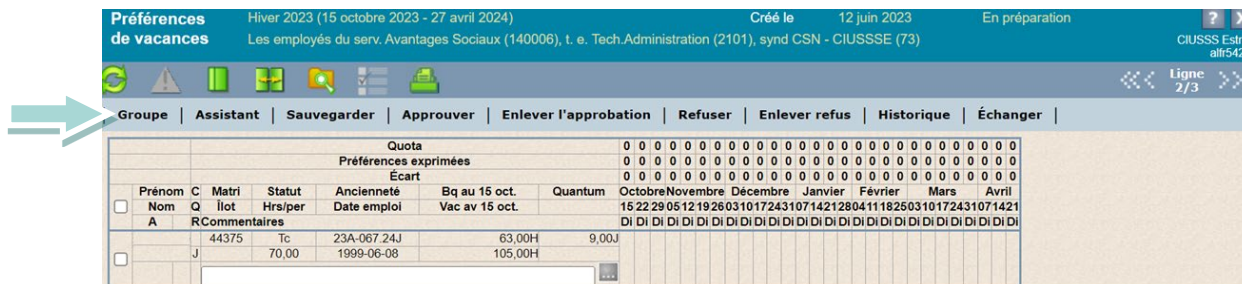 Préférences de vacances
Hiver 2023 (15 octobre 2023 - 27 avril 2024) Créé le 12 juin 2023 En préparation ? X
Les employés du serv. Avantages Sociaux (140006), t. e. Tech.Administration (2101), synd CSN - CIUSSSE (73)
CIUSSS Estr
alfr542
Ligne
2/3
Groupe | Assistant | Sauvegarder | Approuver | Enlever l'approbation | Refuser | Enlever refus | Historique | Échanger |
Quota 0 0 0 0 0 0 0 0 0 0 0 0 0 0 0 0 0 0 0 0 0 0 0 0 0 0 0 0
Préférences exprimées 0 0 0 0 0 0 0 0 0 0 0 0 0 0 0 0 0 0 0 0 0 0 0 0 0 0 0 0
Écart 0 0 0 0 0 0 0 0 0 0 0 0 0 0 0 0 0 0 0 0 0 0 0 0 0 0 0 0
Prénom C Matri Statut Ancienneté Bq au 15 oct. Quantum Octobre Novembre Décembre Janvier Février Mars Avril
Nom Q Îlot Hrs/per Date emploi Vac av 15 oct. 15 22 29 05 12 19 26 03 10 17 24 31 07 14 21 28 04 11 18 25 03 10 17 24 31 07 14 21
A R Commentaires Di Di Di Di Di Di Di Di Di Di Di Di Di Di Di Di Di Di Di Di Di Di Di Di Di Di Di Di
44375 Tc 23A-067.24J 63,00H 9,00J
J 70,00 1999-06-08 105,00H
...